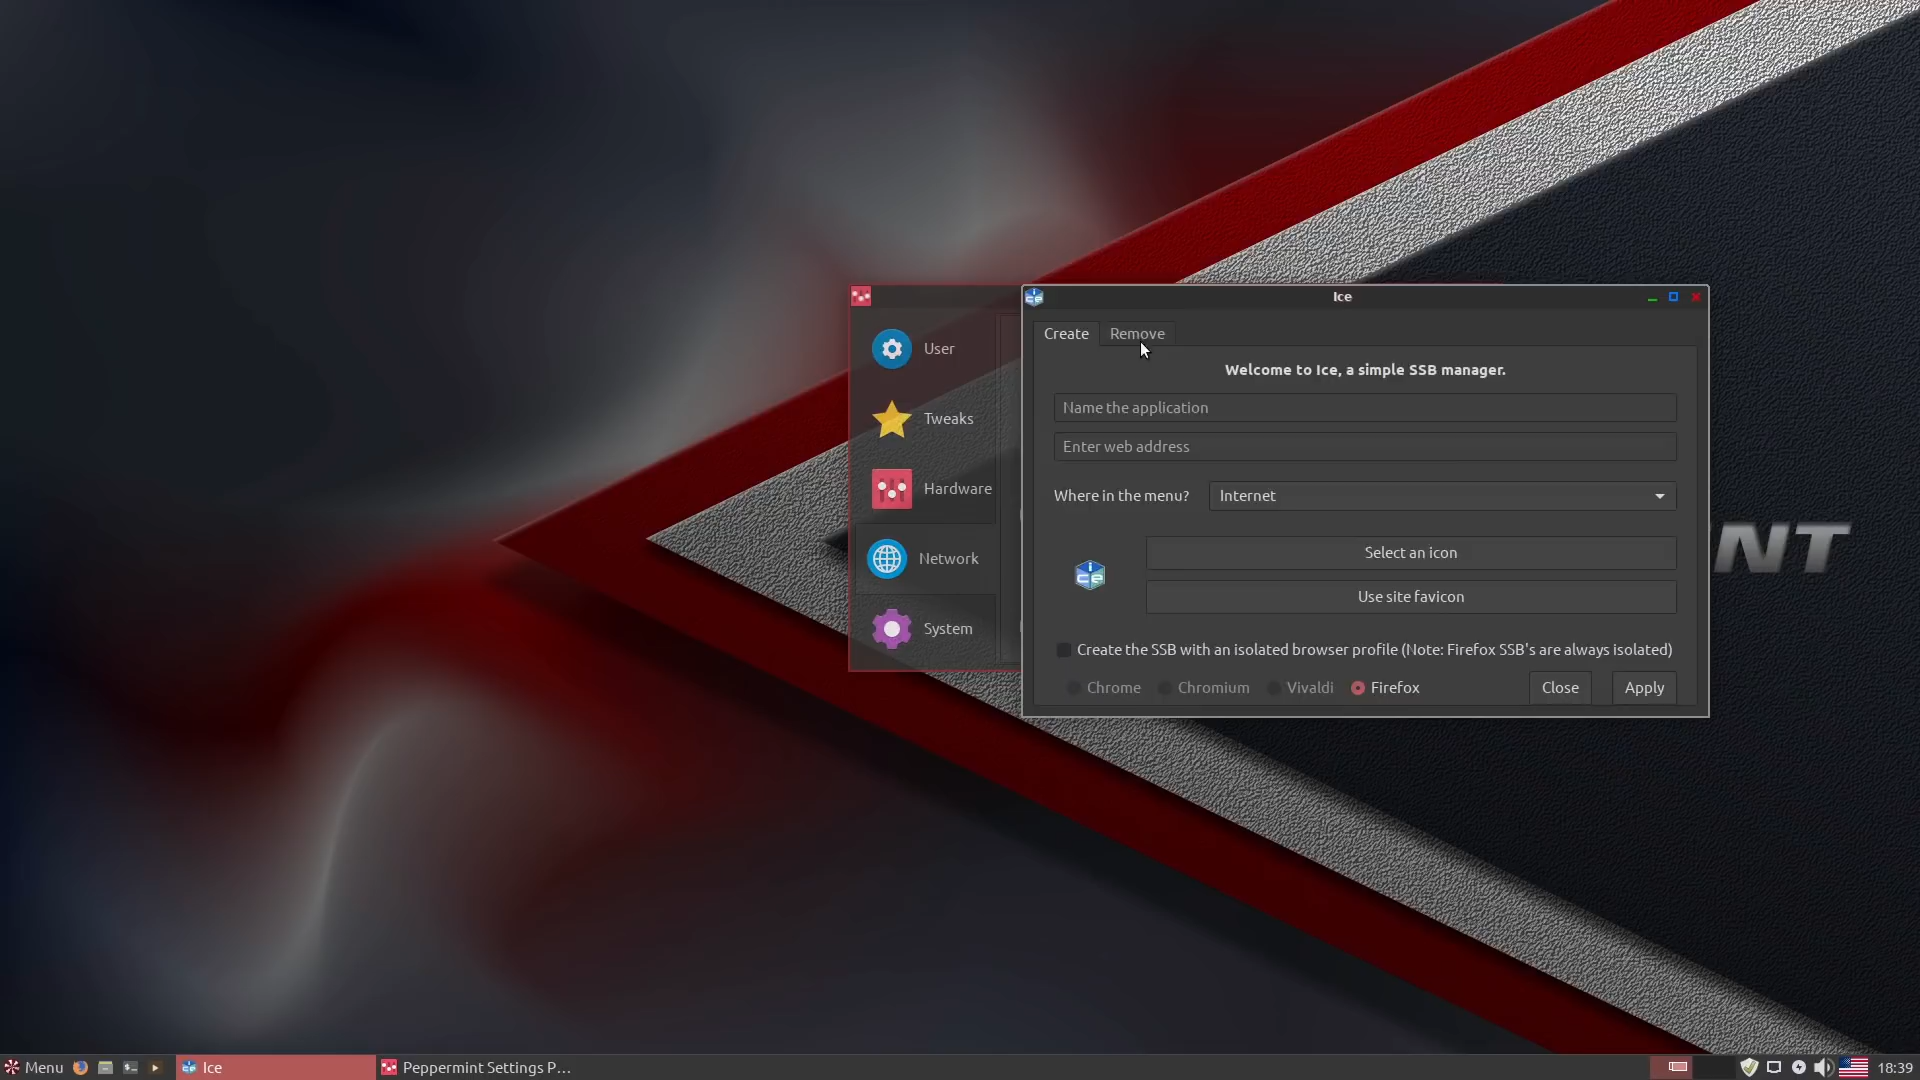 Ice
Create
Remove
Welcome to Ice, a simple SSB manager.
Name the application
Enter web address
Where in the menu?
Internet
Select an icon
Use site favicon
Create the SSB with an isolated browser profile (Note: Firefox SSB's are always isolated)
Chrome
Chromium
Vivaldi
Firefox
Close
Apply
User
Tweaks
Hardware
Network
System
NT
Menu
Ice
Peppermint Settings P...
18:39